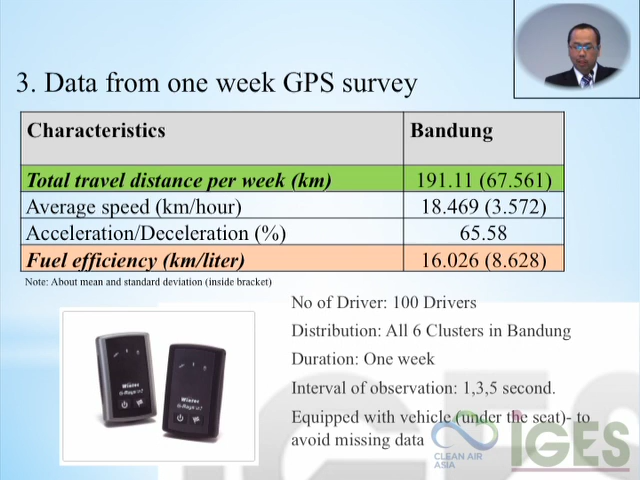 3. Data from one week GPS survey
Characteristics Bandung
Total travel distance per week (km) 191.11 (67.561)
Average speed (km/hour) 18.469 (3.572)
Acceleration/Deceleration (%) 65.58
Fuel efficiency (km/liter) 16.026 (8.628)
Note: About mean and standard deviation (inside bracket)
No of Driver: 100 Drivers
Distribution: All 6 Clusters in Bandung
Duration: One week
Interval of observation: 1,3,5 second.
Equipped with vehicle (under the seat)- to
avoid missing data
Wintec
Wintec
CLEAN AIR
ASIA
iGES